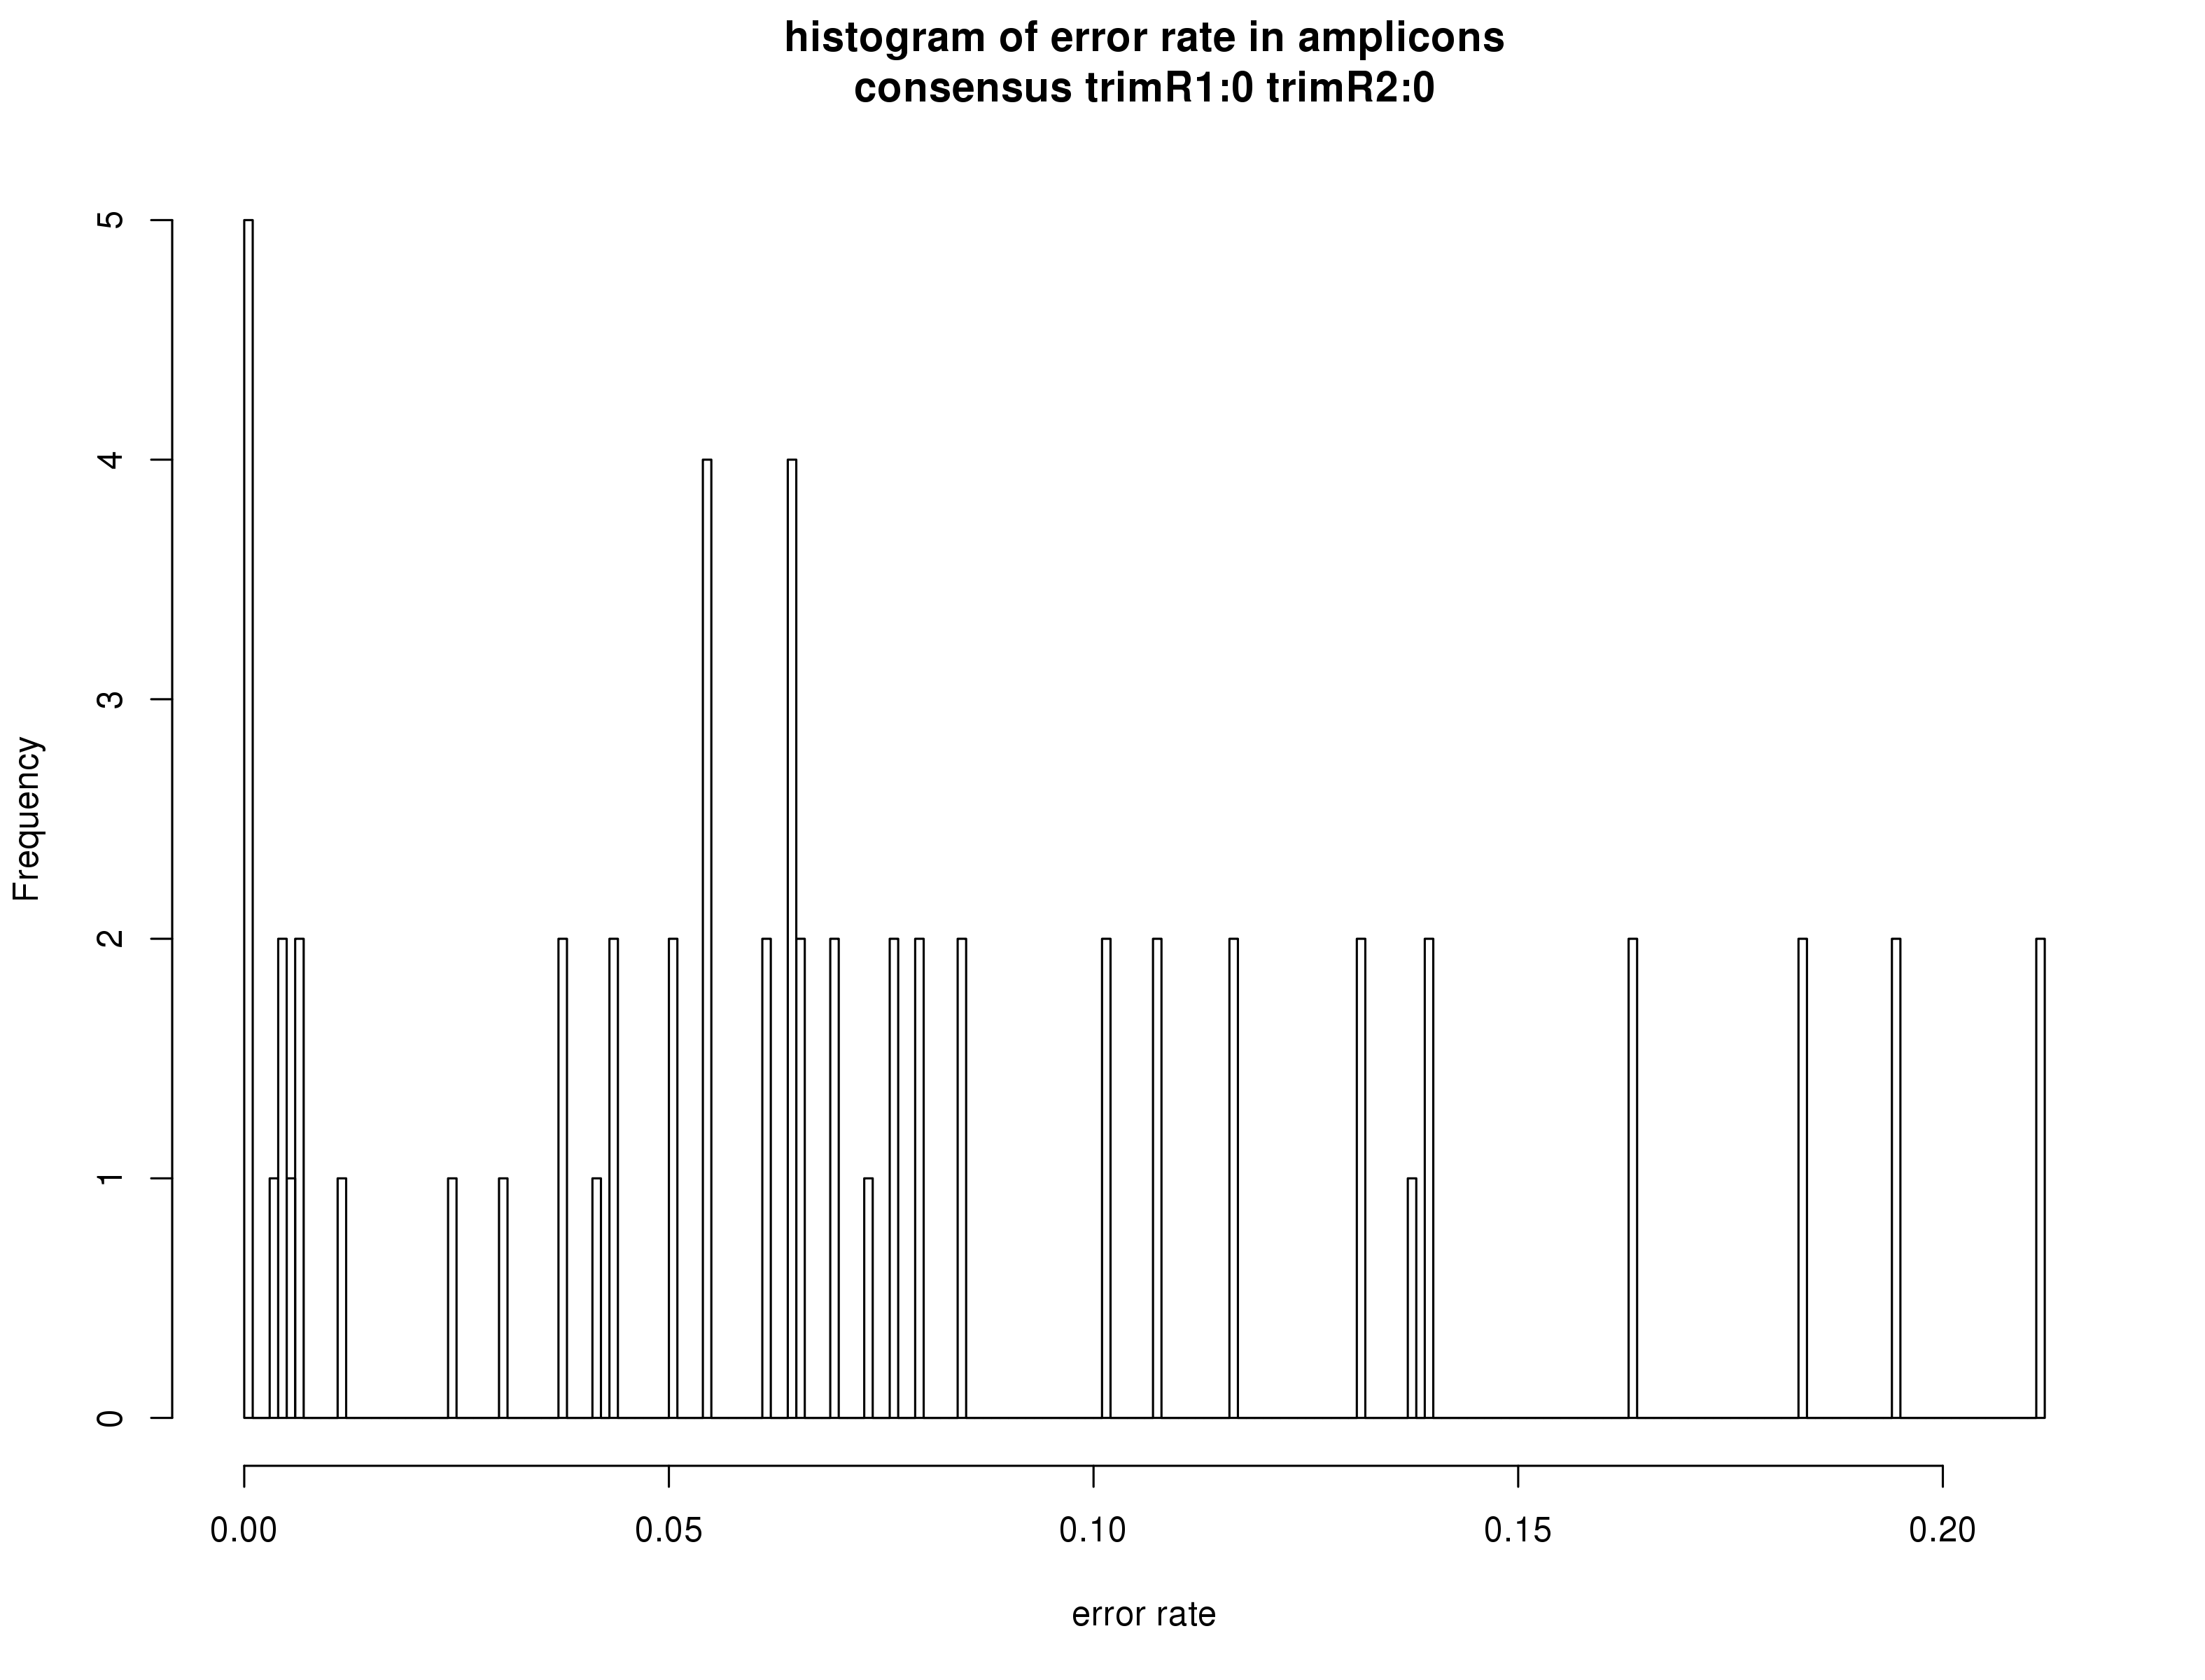 histogram of error rate in amplicons
consensus trimR1:0 trimR2:0
5
4
3
2
1
0
Frequency
0.00 0.05 0.10 0.15 0.20
error rate